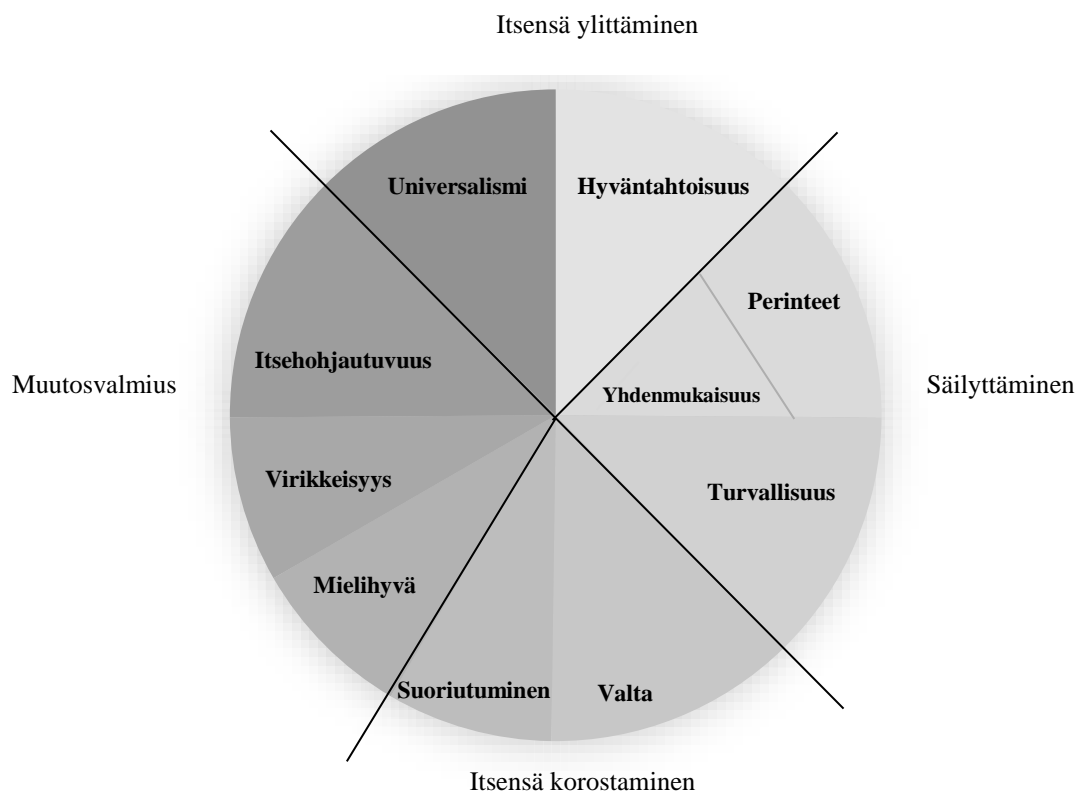 Itsensä ylittäminen
Universalismi
Hyväntahtoisuus
Perinteet
Itsehohjautuvuus
Muutosvalmius
Säilyttäminen
Yhdenmukaisuus
Virikkeisyys
Turvallisuus
Mielihyvä
Suoriutuminen
Valta
Itsensä korostaminen